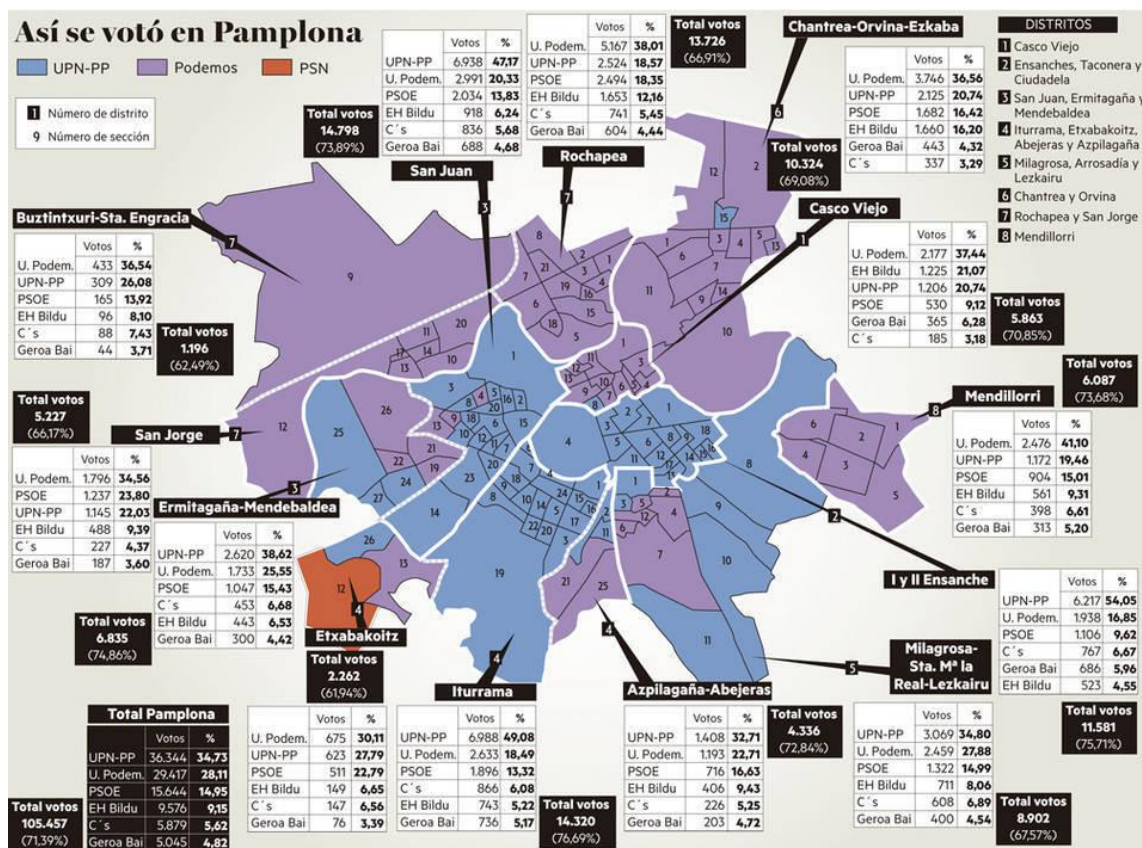 Así se votó en Pamplona
UPN-PP Podemos PSN
1 Número de distrito
9 Número de sección
DISTRITOS
1 Casco Viejo
2 Ensanches, Taconera y
Ciudadela
3 San Juan, Ermitagaña y
Mendebaldea
4 Iturrama, Etxabakoitz,
Abejeras y Azpilagaña
5 Milagrosa, Arrosadía y
Lezkairu
6 Chantrea y Orvina
7 Rochapea y San Jorge
8 Mendillorri
San Juan
3
Votos %
UPN-PP 6.938 47,17
U. Podem. 2.991 20,33
PSOE 2.034 13,83
EH Bildu 918 6,24
C´s 836 5,68
Geroa Bai 688 4,68
Total votos
14.798
(73,89%)
Rochapea
7
Votos %
U. Podem. 5.167 38,01
UPN-PP 2.524 18,57
PSOE 2.494 18,35
EH Bildu 1.653 12,16
C´s 741 5,45
Geroa Bai 604 4,44
Total votos
13.726
(66,91%)
Chantrea-Orvina-Ezkaba
6
Votos %
U. Podem. 3.746 36,56
UPN-PP 2.125 20,74
PSOE 1.682 16,42
EH Bildu 1.660 16,20
Geroa Bai 443 4,32
C´s 337 3,29
Total votos
10.324
(69,08%)
Casco Viejo
1
Votos %
U. Podem. 2.177 37,44
EH Bildu 1.225 21,07
UPN-PP 1.206 20,74
PSOE 530 9,12
Geroa Bai 365 6,28
C´s 185 3,18
Total votos
5.863
(70,85%)
Buztintxuri-Sta. Engracia
7
Votos %
U. Podem. 433 36,54
UPN-PP 309 26,08
PSOE 165 13,92
EH Bildu 96 8,10
C´s 88 7,43
Geroa Bai 44 3,71
Total votos
1.196
(62,49%)
San Jorge
7
Total votos
5.227
(66,17%)
Votos %
U. Podem. 1.796 34,56
PSOE 1.237 23,80
UPN-PP 1.145 22,03
EH Bildu 488 9,39
C´s 227 4,37
Geroa Bai 187 3,60
Ermitagaña-Mendebaldea
3
Votos %
UPN-PP 2.620 38,62
U. Podem. 1.733 25,55
PSOE 1.047 15,43
C´s 453 6,68
EH Bildu 443 6,53
Geroa Bai 300 4,42
Total votos
6.835
(74,86%)
Mendillorri
8
Total votos
6.087
(73,68%)
Votos %
U. Podem. 2.476 41,10
UPN-PP 1.172 19,46
PSOE 904 15,01
EH Bildu 561 9,31
C´s 398 6,61
Geroa Bai 313 5,20
I y II Ensanche
2
Votos %
UPN-PP 6.217 54,05
U. Podem. 1.938 16,85
PSOE 1.106 9,62
C´s 767 6,67
Geroa Bai 686 5,96
EH Bildu 523 4,55
Total votos
11.581
(75,71%)
Etxabakoitz
4
Total votos
2.262
(61,94%)
Votos %
U. Podem. 675 30,11
UPN-PP 623 27,79
PSOE 511 22,79
EH Bildu 149 6,65
C´s 147 6,56
Geroa Bai 76 3,39
Iturrama
4
Votos %
UPN-PP 6.988 49,08
U. Podem. 2.633 18,49
PSOE 1.896 13,32
C´s 866 6,08
EH Bildu 743 5,22
Geroa Bai 736 5,17
Total votos
14.320
(76,69%)
Azpilagaña-Abejeras
4
Votos %
UPN-PP 1.408 32,71
U. Podem. 1.193 22,71
PSOE 716 16,63
EH Bildu 406 9,43
C´s 226 5,25
Geroa Bai 203 4,72
Total votos
4.336
(72,84%)
Milagrosa-
Sta. Mª la
Real-Lezkairu
5
Votos %
UPN-PP 3.069 34,80
U. Podem. 2.459 27,88
PSOE 1.322 14,99
EH Bildu 711 8,06
C´s 608 6,89
Geroa Bai 400 4,54
Total votos
8.902
(67,57%)
Total Pamplona
Votos %
UPN-PP 36.344 34,73
U. Podem. 29.417 28,11
PSOE 15.644 14,95
EH Bildu 9.576 9,15
C´s 5.879 5,62
Geroa Bai 5.045 4,82
Total votos
105.457
(71,39%)